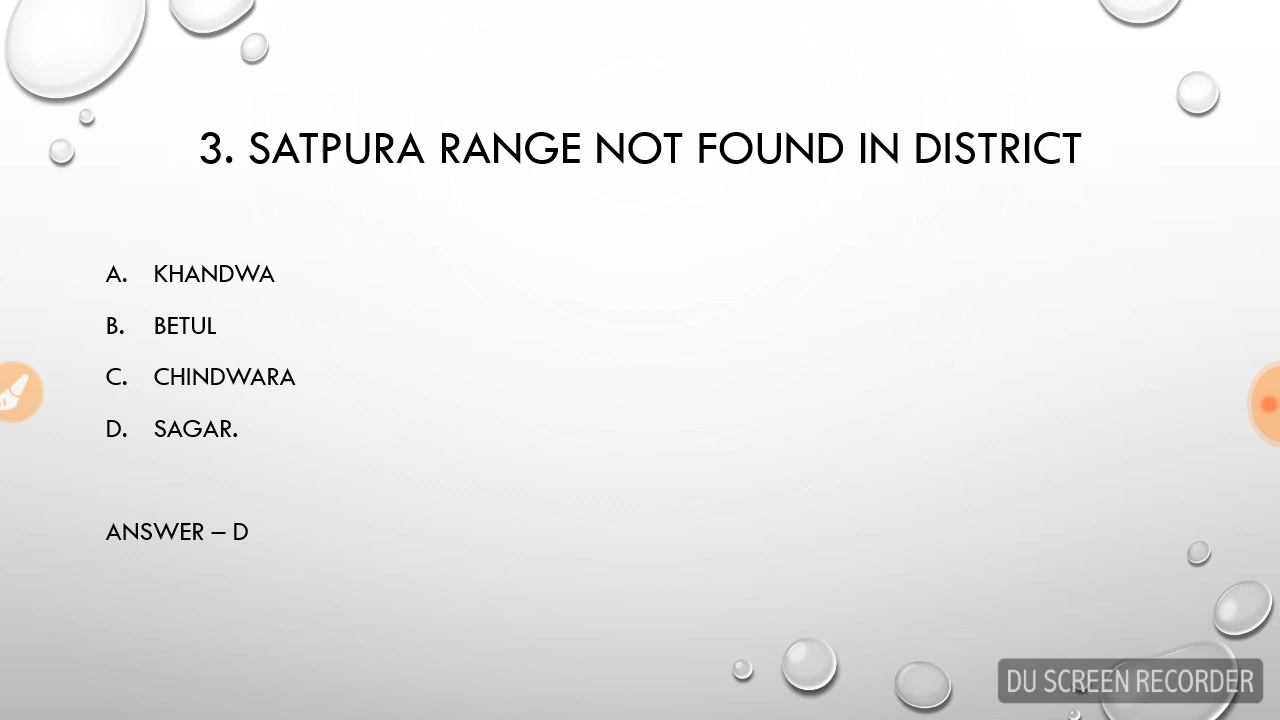 3. SATPURA RANGE NOT FOUND IN DISTRICT
A. KHANDWA
B. BETUL
C. CHINDWARA
D. SAGAR.
ANSWER – D
DU SCREEN RECORDER